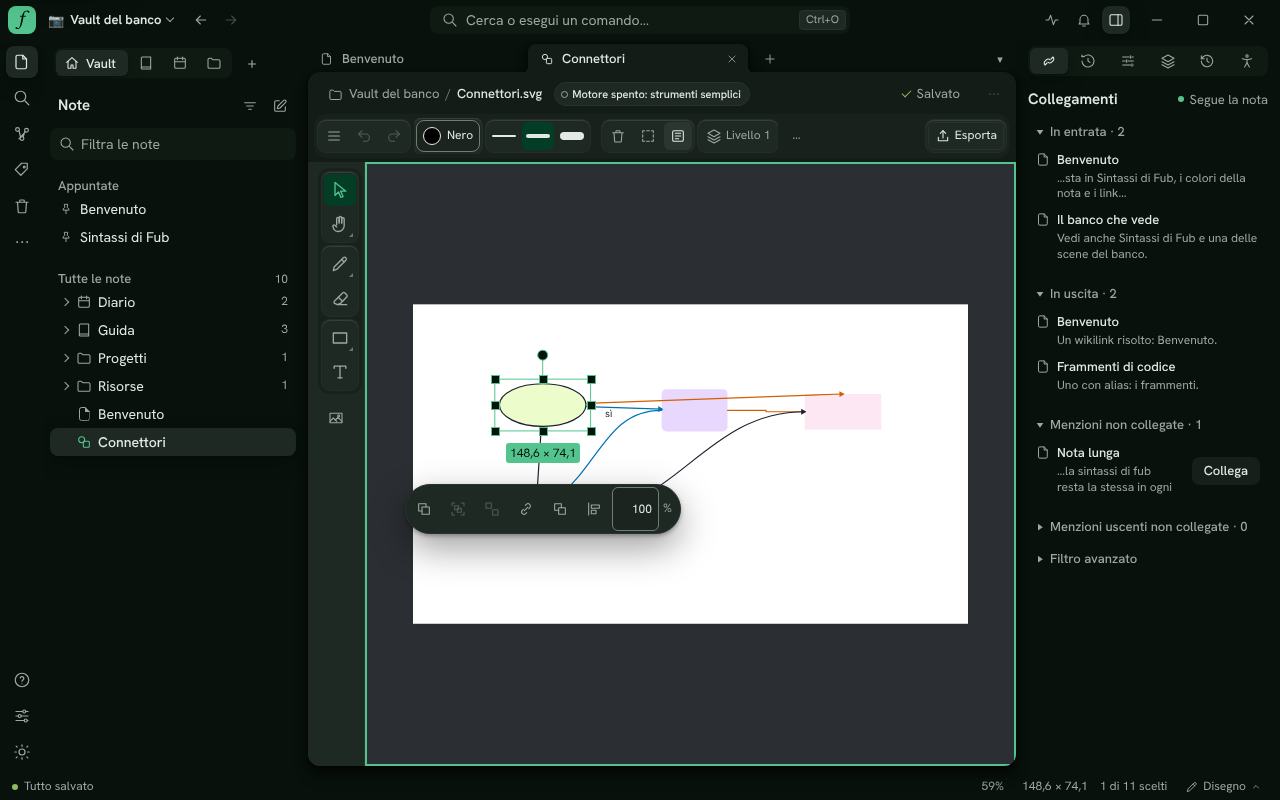 Vault del banco
Cerca o esegui un comando...
Ctrl+O
Vault
Note
Filtra le note
Appuntate
Benvenuto
Sintassi di Fub
Tutte le note 10
Diario 2
Guida 3
Progetti 1
Risorse 1
Benvenuto
Connettori
Tutto salvato
Benvenuto
Connettori
Vault del banco / Connettori.svg
Motore spento: strumenti semplici
Salvato
Nero
Livello 1
Esporta
sì
148,6 × 74,1
100 %
Collegamenti
Segue la nota
In entrata · 2
Benvenuto
...sta in Sintassi di Fub, i colori della
nota e i link...
Il banco che vede
Vedi anche Sintassi di Fub e una delle
scene del banco.
In uscita · 2
Benvenuto
Un wikilink risolto: Benvenuto.
Frammenti di codice
Uno con alias: i frammenti.
Menzioni non collegate · 1
Nota lunga
...la sintassi di fub
resta la stessa in ogni
Collega
Menzioni uscenti non collegate · 0
Filtro avanzato
59%
148,6 × 74,1
1 di 11 scelti
Disegno